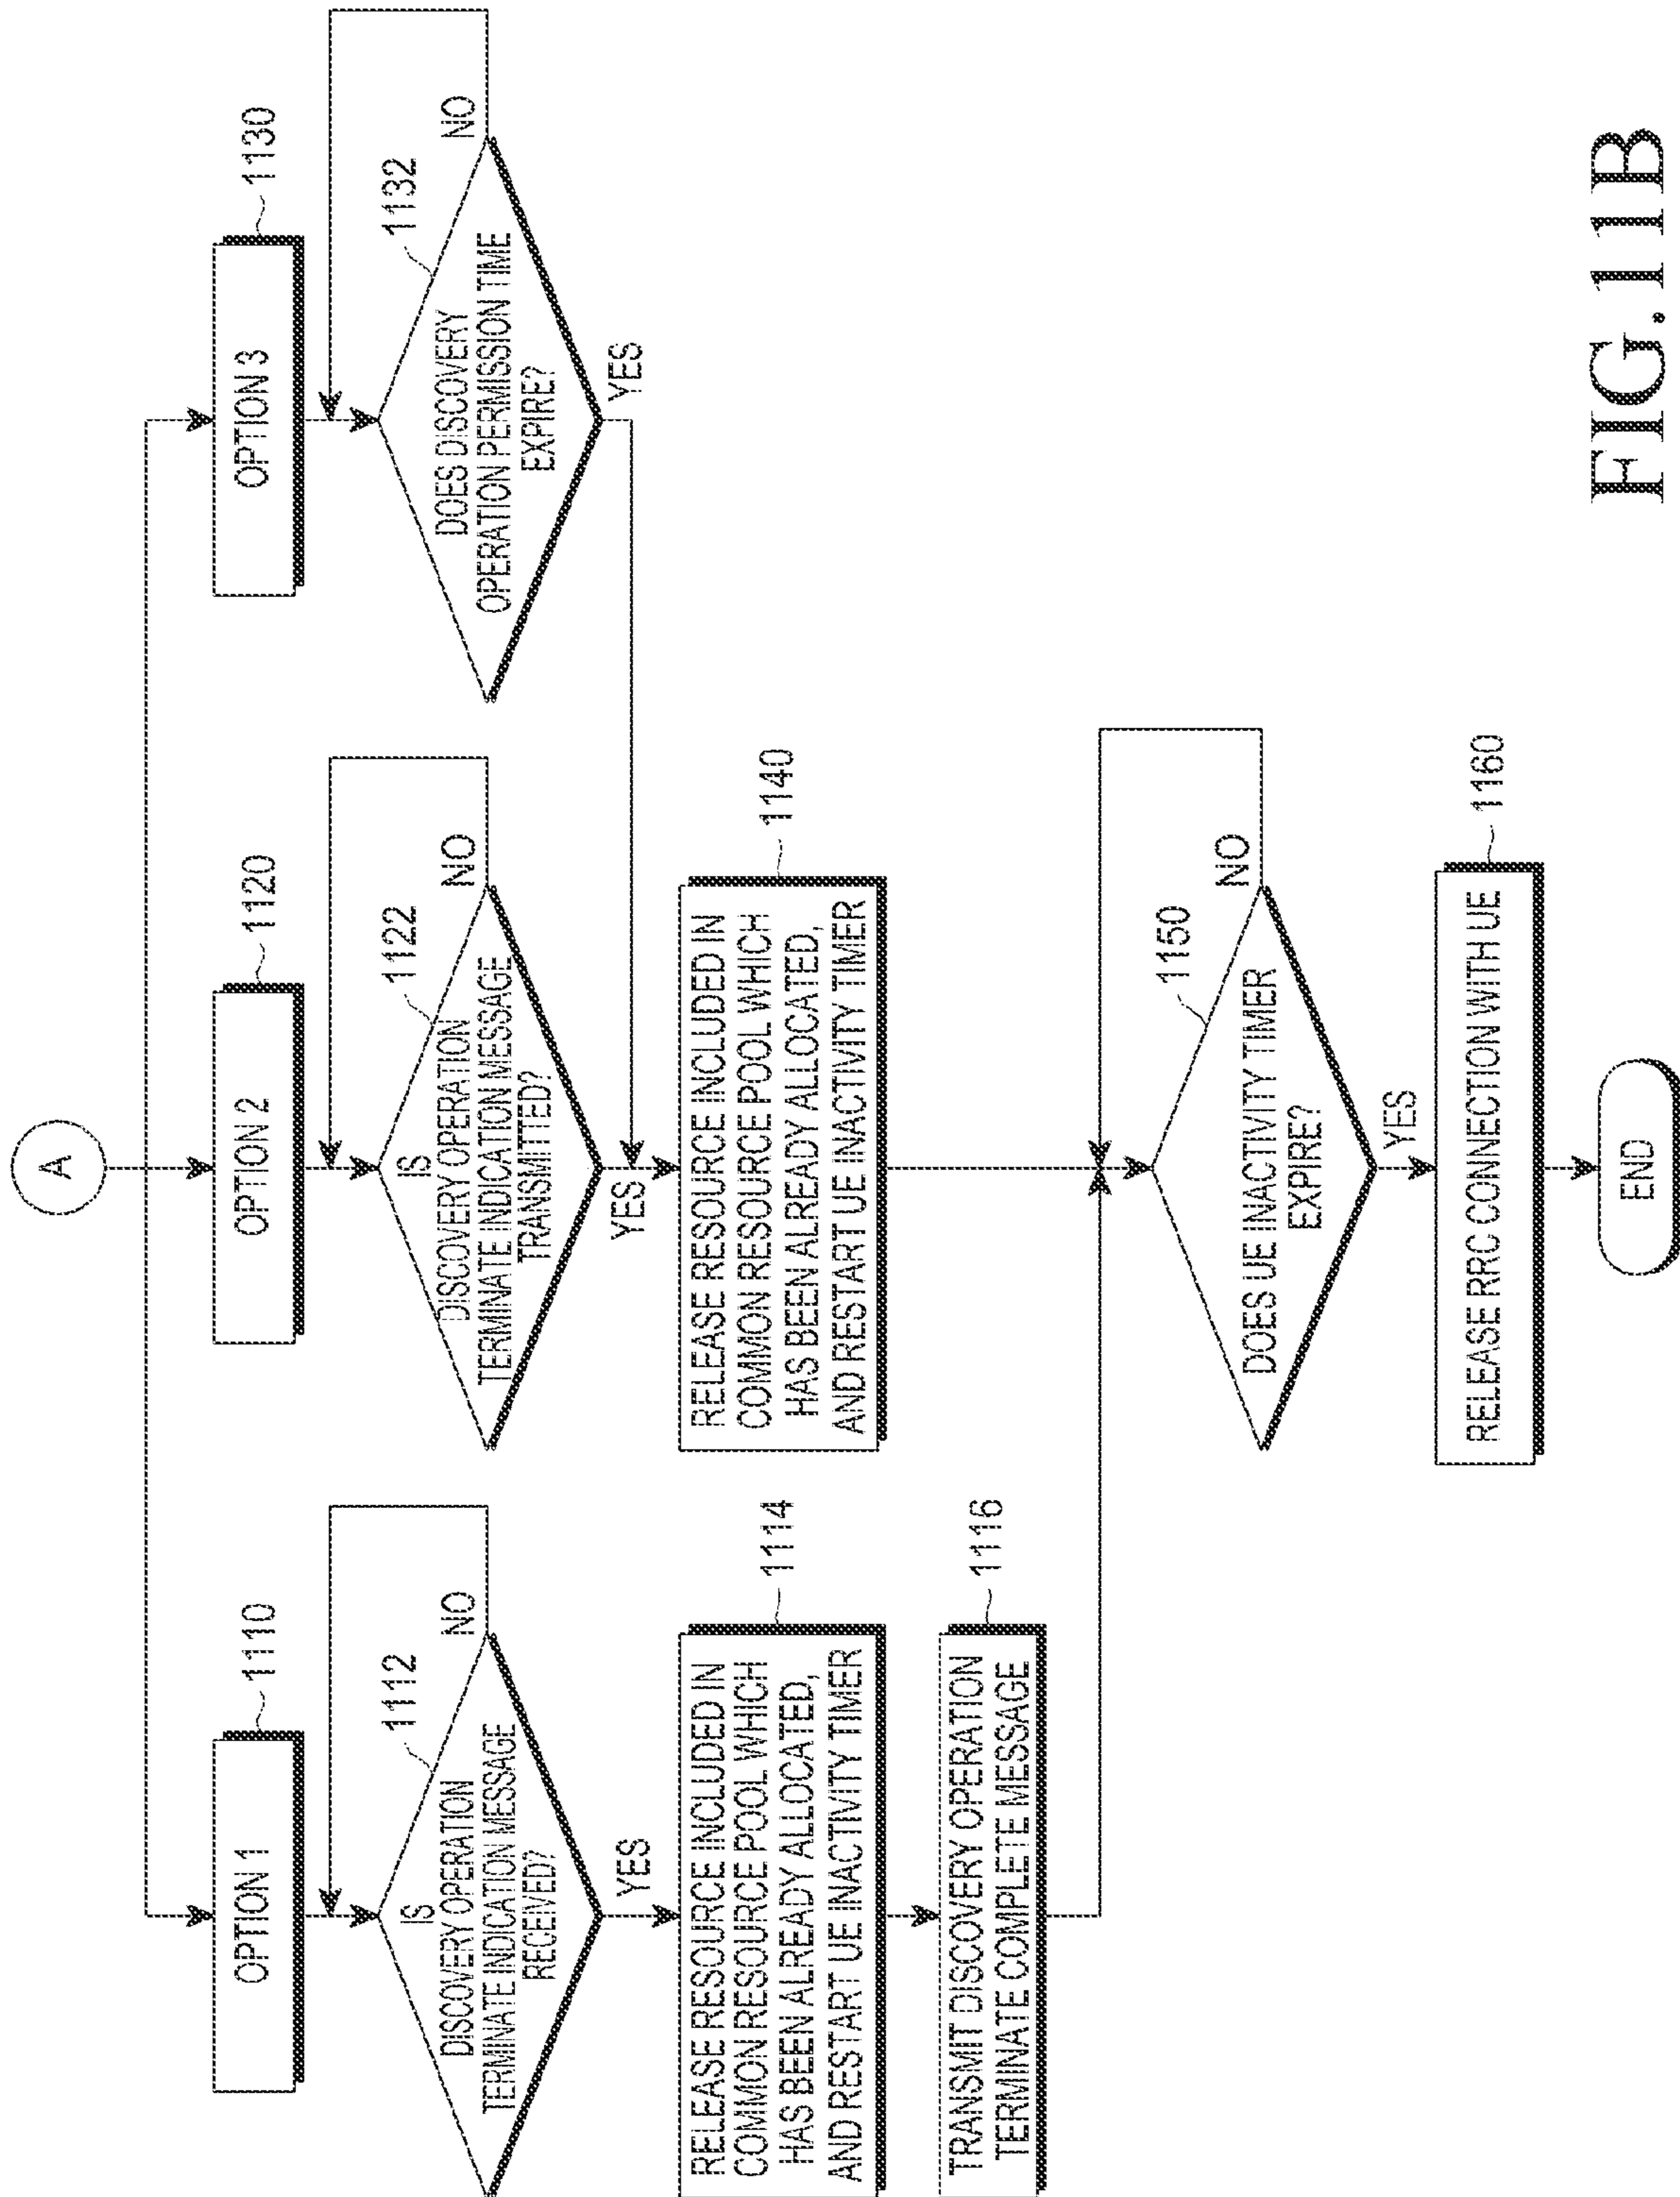 A
OPTION 1
1110
IS
DISCOVERY OPERATION
TERMINATE INDICATION MESSAGE
RECEIVED?
1112
NO
YES
RELEASE RESOURCE INCLUDED IN
COMMON RESOURCE POOL WHICH
HAS BEEN ALREADY ALLOCATED,
AND RESTART UE INACTIVITY TIMER
1114
TRANSMIT DISCOVERY OPERATION
TERMINATE COMPLETE MESSAGE
1116
OPTION 2
1120
IS
DISCOVERY OPERATION
TERMINATE INDICATION MESSAGE
TRANSMITTED?
1122
NO
YES
OPTION 3
1130
DOES DISCOVERY
OPERATION PERMISSION TIME
EXPIRE?
1132
NO
YES
RELEASE RESOURCE INCLUDED IN
COMMON RESOURCE POOL WHICH
HAS BEEN ALREADY ALLOCATED,
AND RESTART UE INACTIVITY TIMER
1140
DOES UE INACTIVITY TIMER
EXPIRE?
1150
NO
YES
RELEASE RRC CONNECTION WITH UE
1160
END
FIG.11B